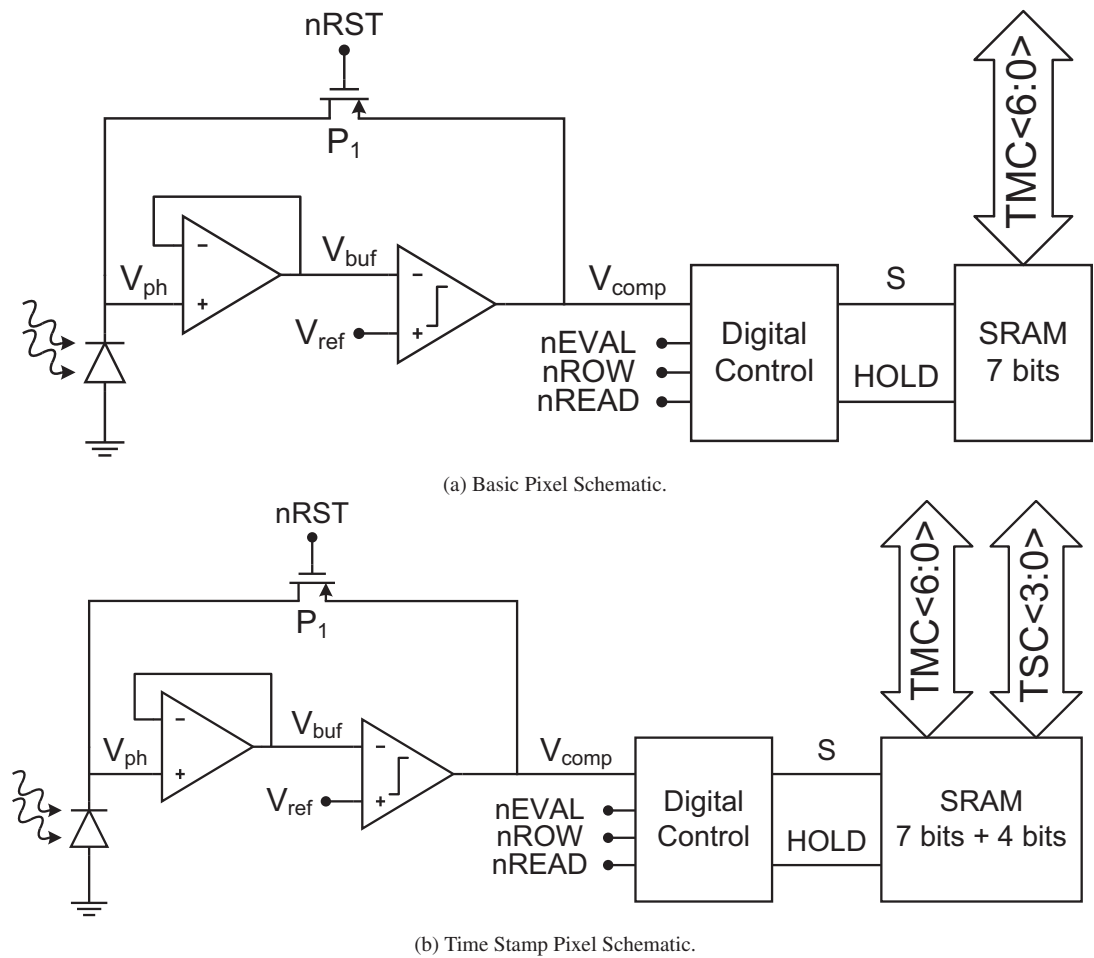 nRST
TMC<6:0>
P1
Vph
−
+
Vbuf
−
+
Vref
Vcomp
nEVAL
nROW
nREAD
Digital
Control
S
HOLD
SRAM
7 bits
(a) Basic Pixel Schematic.
nRST
TMC<6:0>
TSC<3:0>
P1
Vph
−
+
Vbuf
−
+
Vref
Vcomp
nEVAL
nROW
nREAD
Digital
Control
S
HOLD
SRAM
7 bits + 4 bits
(b) Time Stamp Pixel Schematic.